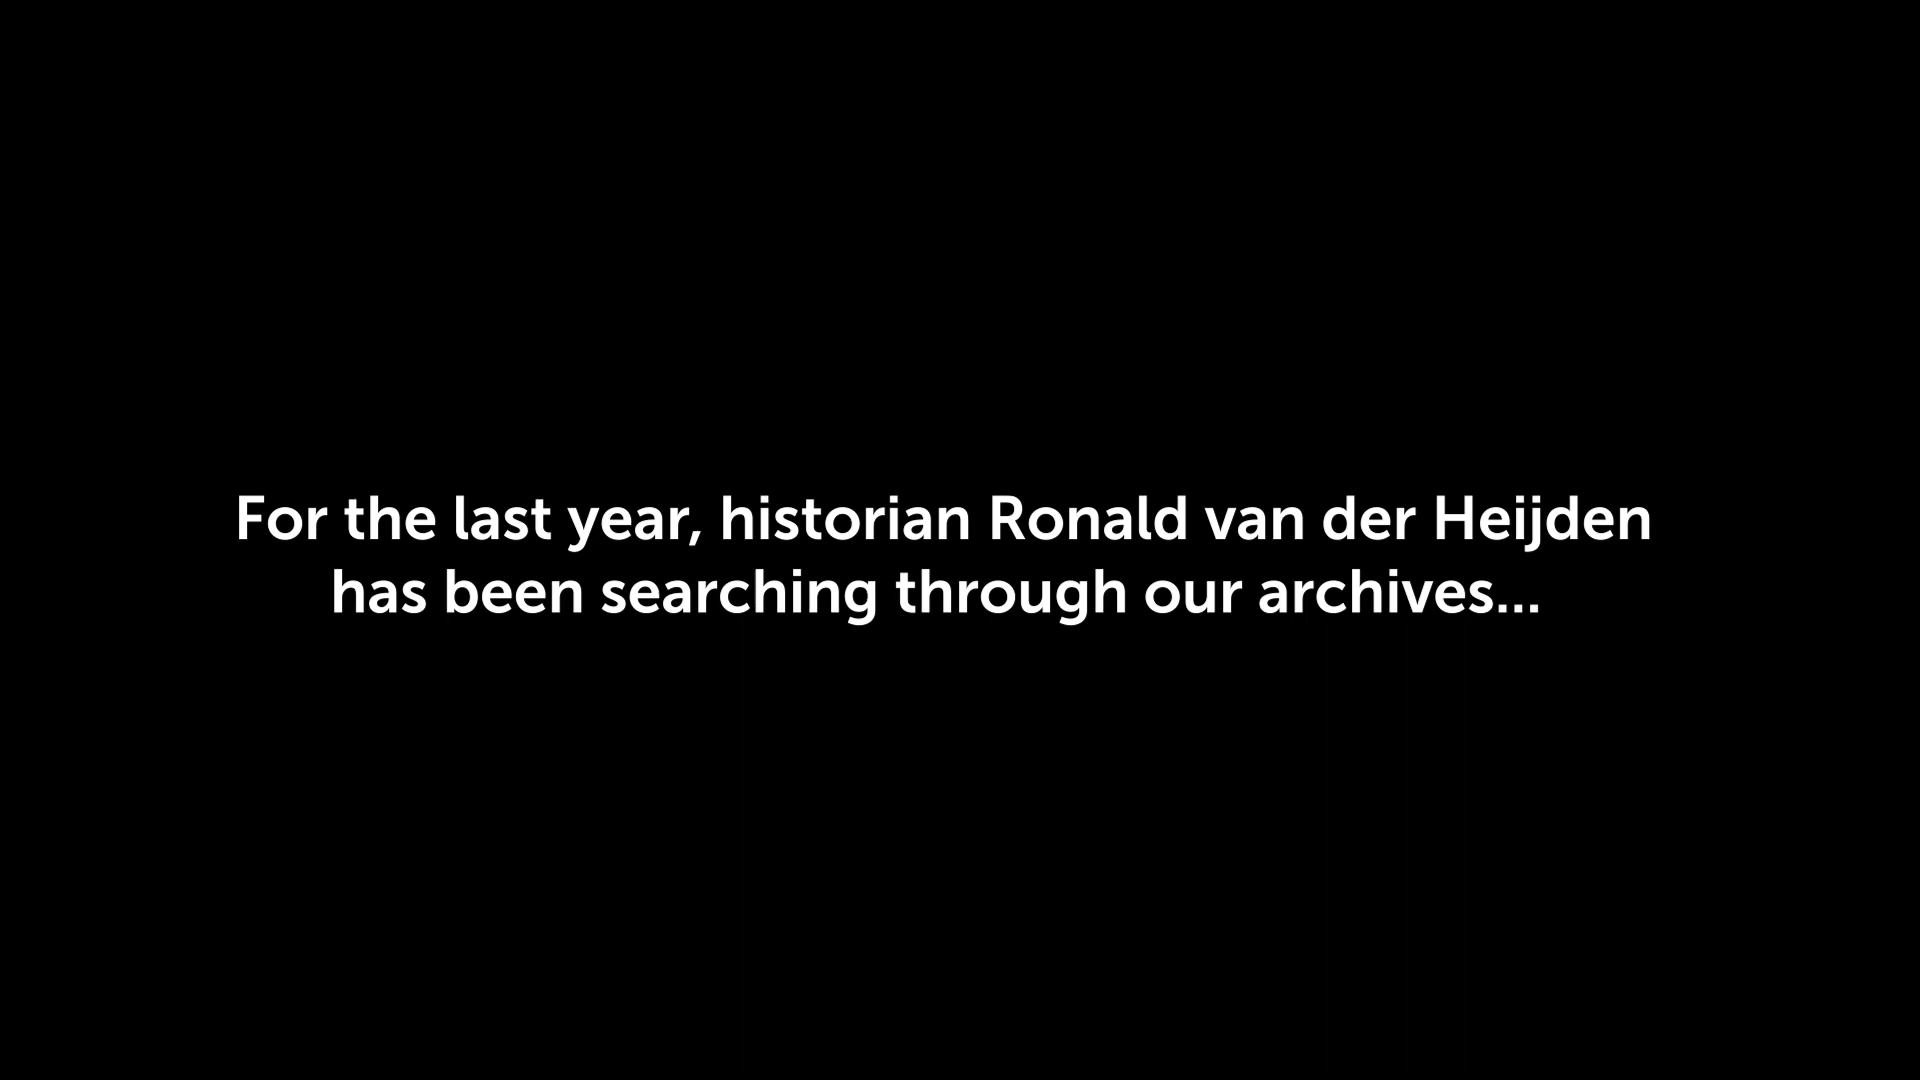 For the last year, historian Ronald van der Heijden
has been searching through our archives...